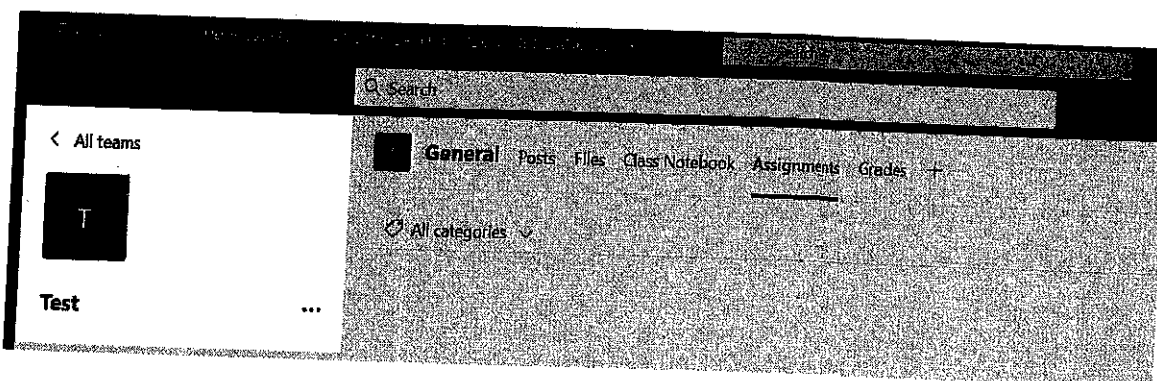 Search
All teams
General Posts Files Class Notebook Assignments Grades +
T
All categories
Test ...